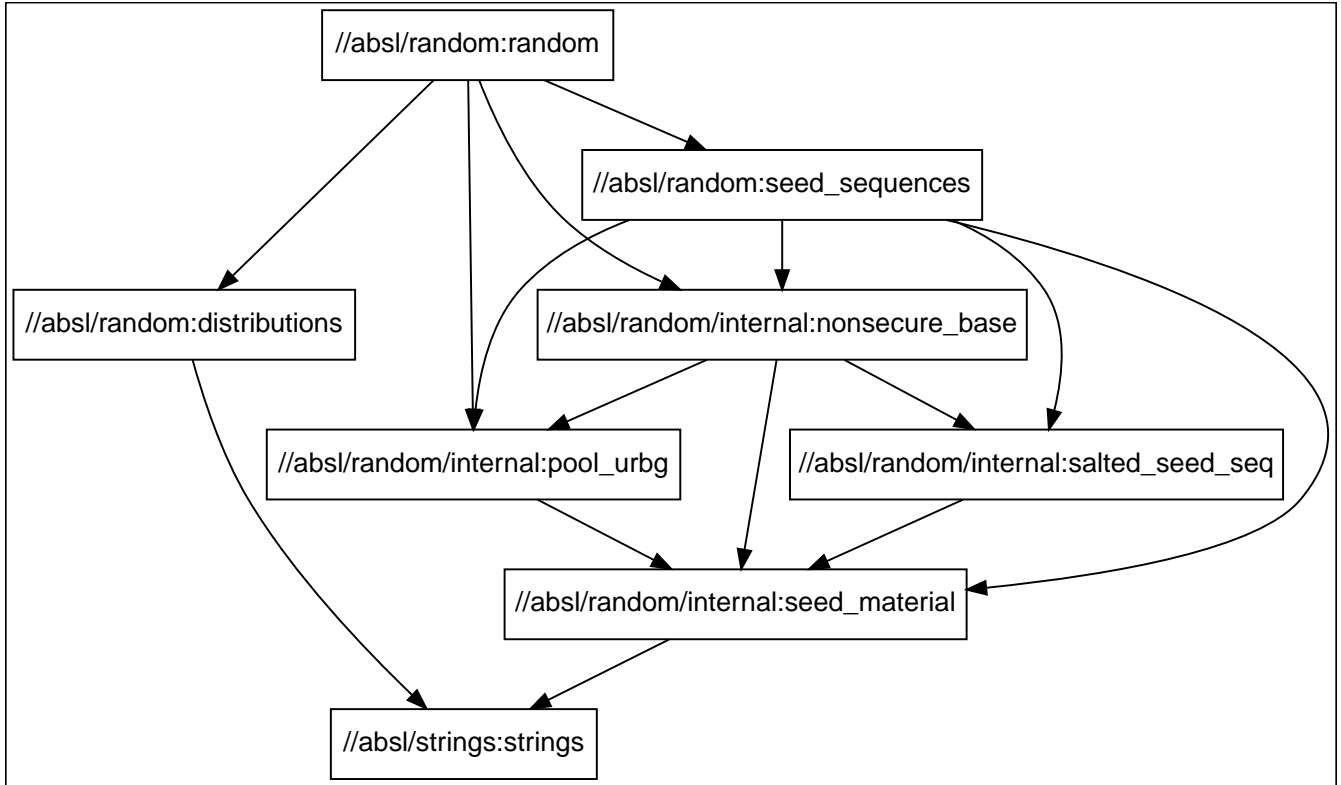 //absl/random:random
//absl/random:seed_sequences
//absl/random:distributions
//absl/random/internal:nonsecure_base
//absl/random/internal:pool_urbg
//absl/random/internal:salted_seed_seq
//absl/random/internal:seed_material
//absl/strings:strings